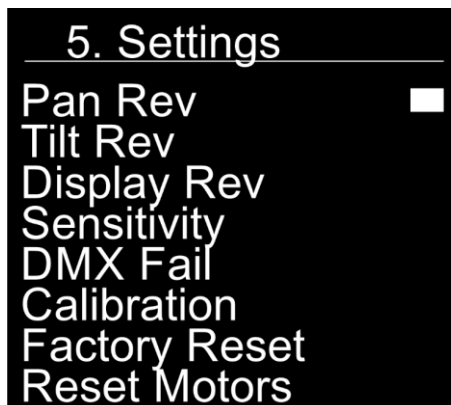 5. Settings
Pan Rev
Tilt Rev
Display Rev
Sensitivity
DMX Fail
Calibration
Factory Reset
Reset Motors